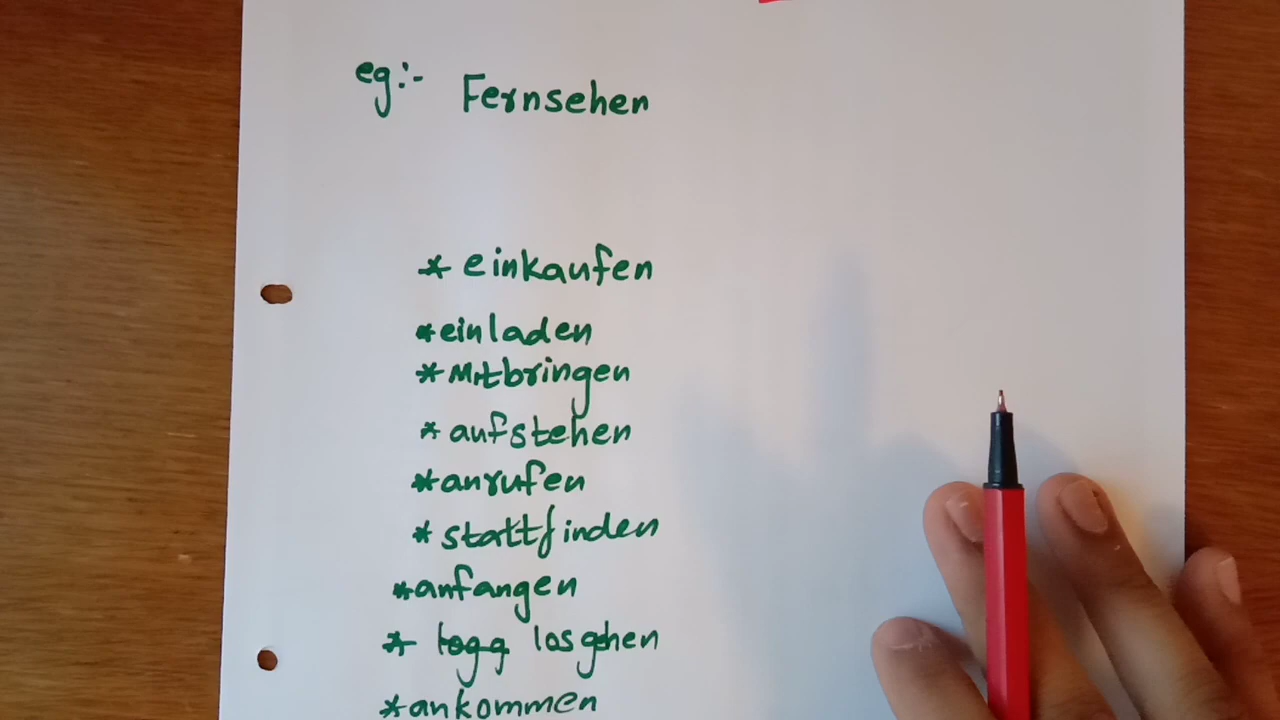 eg:- Fernsehen
* einkaufen
* einladen
* Mitbringen
* aufstehen
* anrufen
* stattfinden
* anfangen
* losgehen
* ankommen